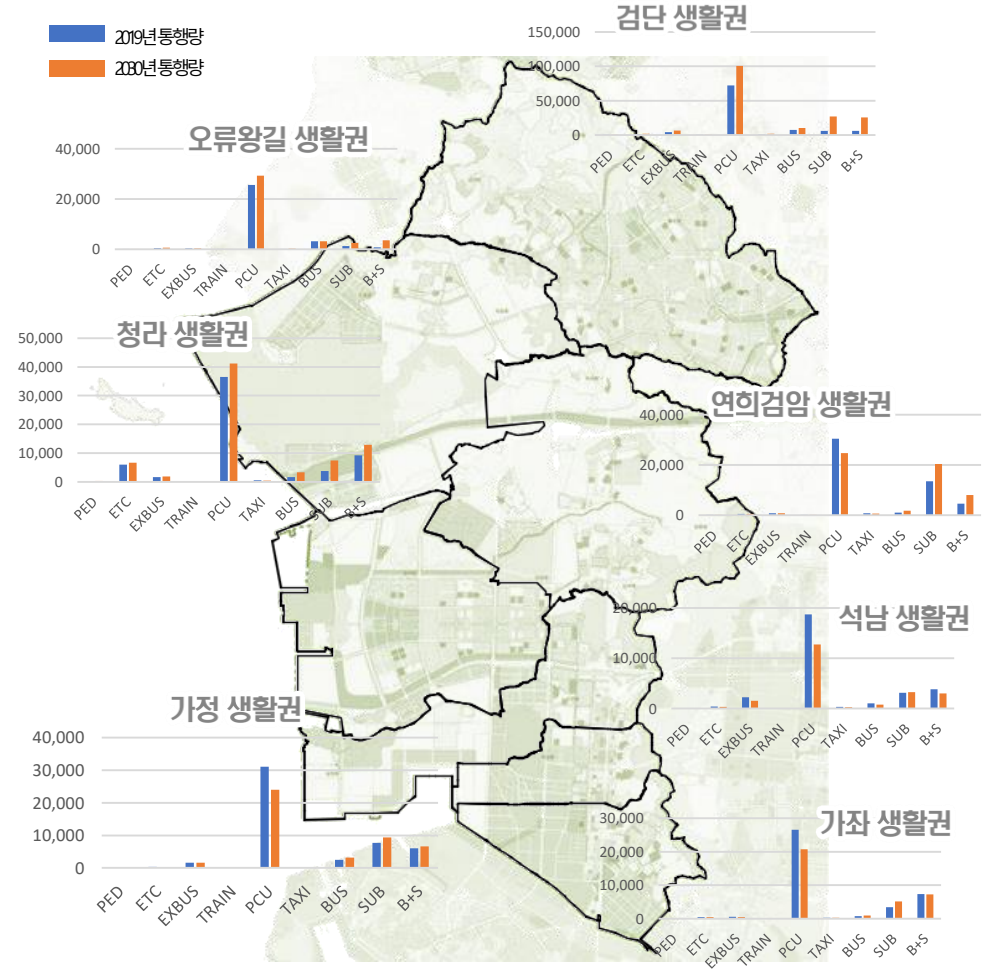 2019년 통행량
2030년 통행량
검단 생활권
150,000
100,000
50,000
0
PED
ETC
EXBUS
TRAIN
PCU
TAXI
BUS
SUB
B+S
오류왕길 생활권
40,000
20,000
0
PED
ETC
EXBUS
TRAIN
PCU
TAXI
BUS
SUB
B+S
청라 생활권
50,000
40,000
30,000
20,000
10,000
0
PED
ETC
EXBUS
TRAIN
PCU
TAXI
BUS
SUB
B+S
연희검암 생활권
40,000
20,000
0
PED
ETC
EXBUS
TRAIN
PCU
TAXI
BUS
SUB
B+S
석남 생활권
20,000
10,000
0
PED
ETC
EXBUS
TRAIN
PCU
TAXI
BUS
SUB
B+S
가정 생활권
40,000
30,000
20,000
10,000
0
PED
ETC
EXBUS
TRAIN
PCU
TAXI
BUS
SUB
B+S
가좌 생활권
30,000
20,000
10,000
0
PED
ETC
EXBUS
TRAIN
PCU
TAXI
BUS
SUB
B+S